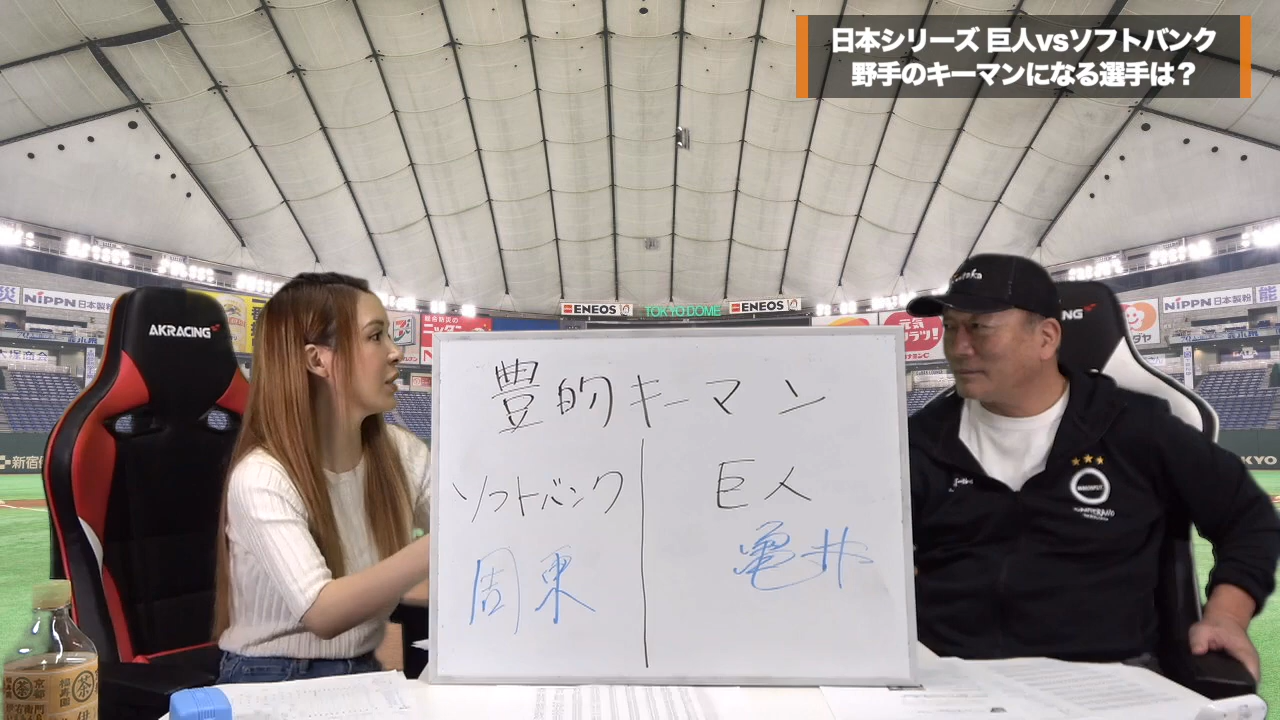 日本シリーズ 巨人vsソフトバンク
野手のキーマンになる選手は？
NIPPN 日本製粉
ENEOS
TOKYO DOME
ENEOS
NIPPN 日本製粉
AKRACING
元気
豊的キーマン
ソフトバンク
巨人
周東
亀井